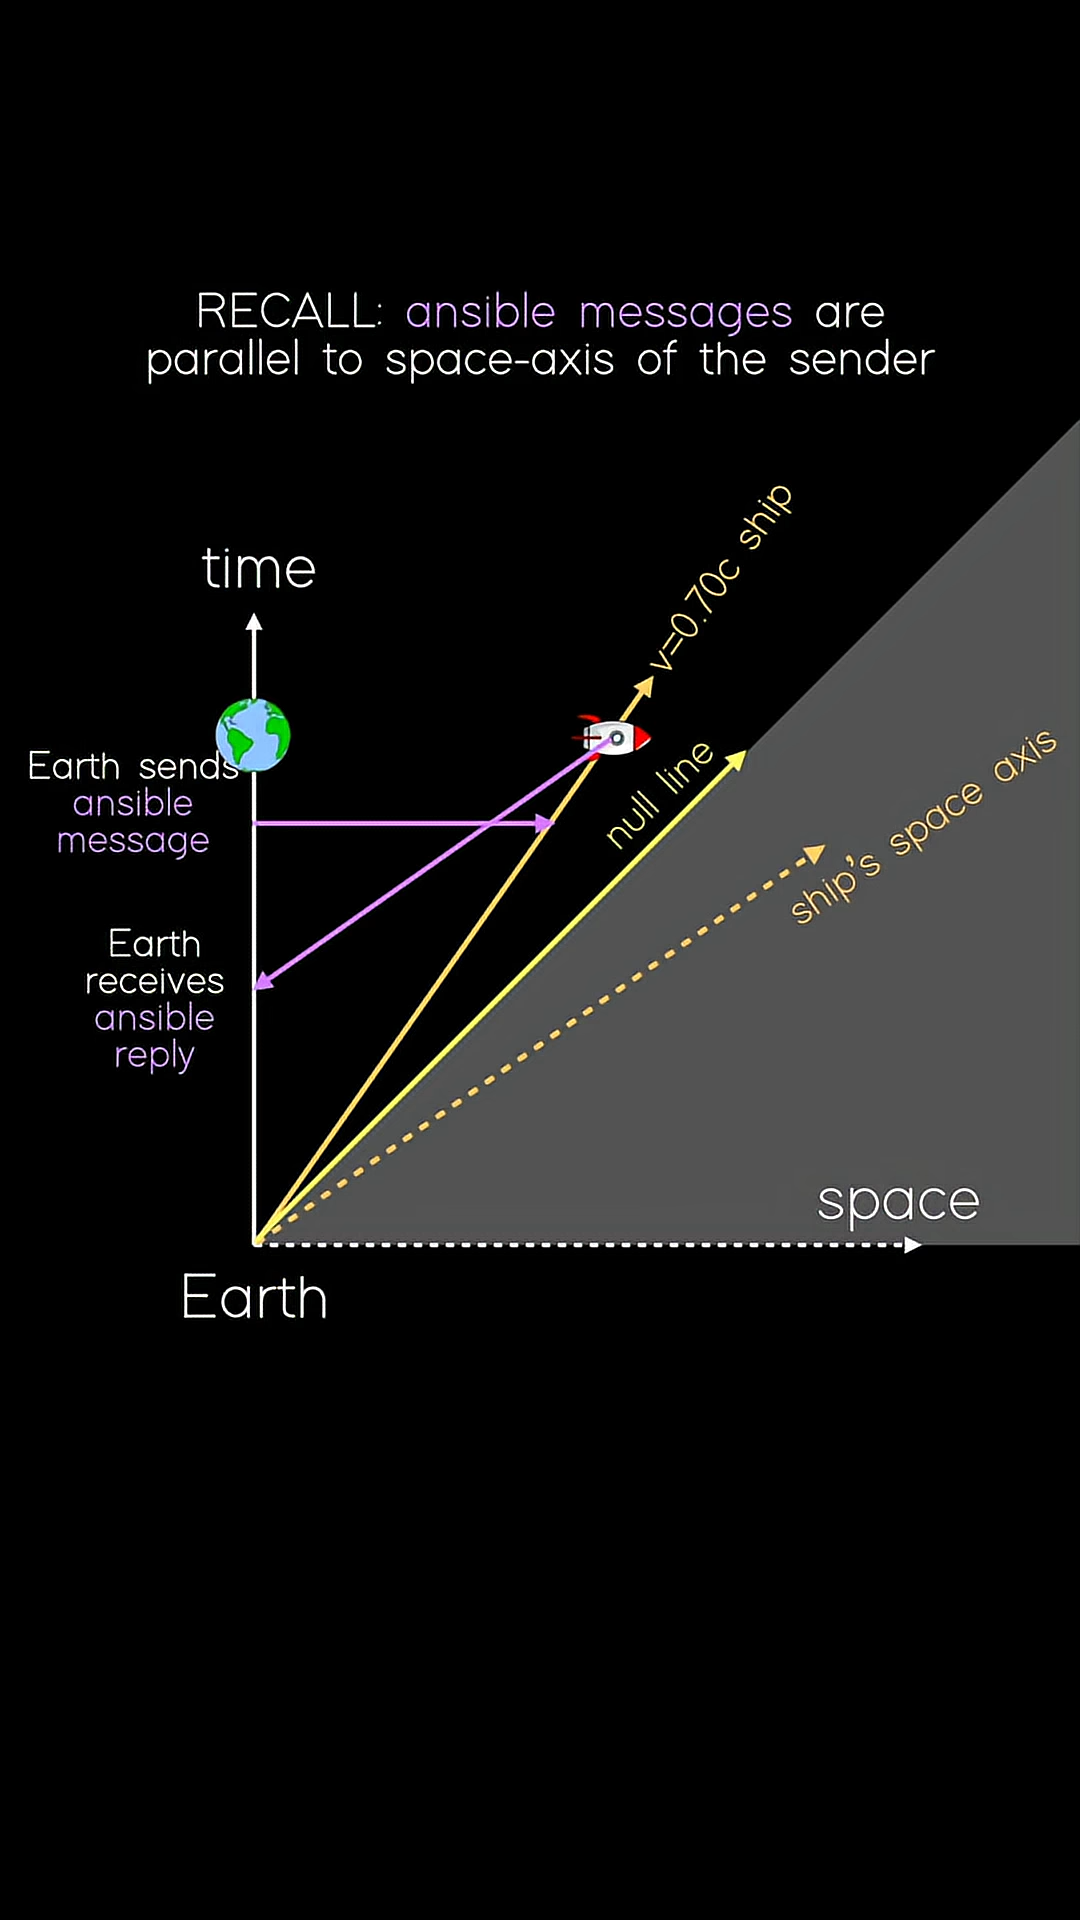 RECALL: ansible messages are
parallel to space-axis of the sender
v=0.70c ship
time
null line
ship's space axis
Earth sends
ansible
message
Earth
receives
ansible
reply
space
Earth